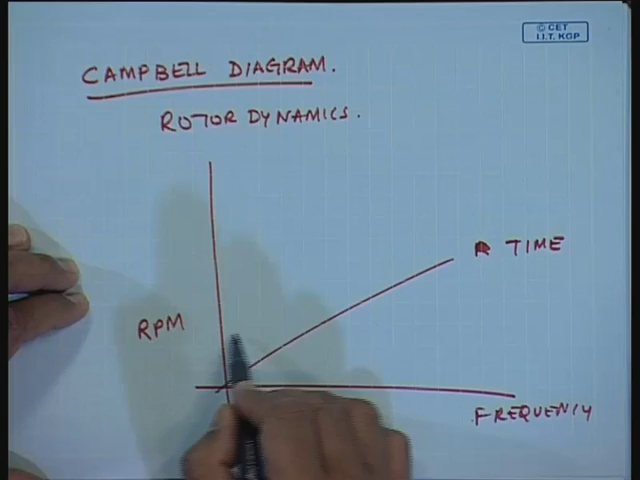 © CET
I.I.T. KGP
CAMPBELL DIAGRAM.
ROTOR DYNAMICS.
TIME
RPM
FREQUENCY